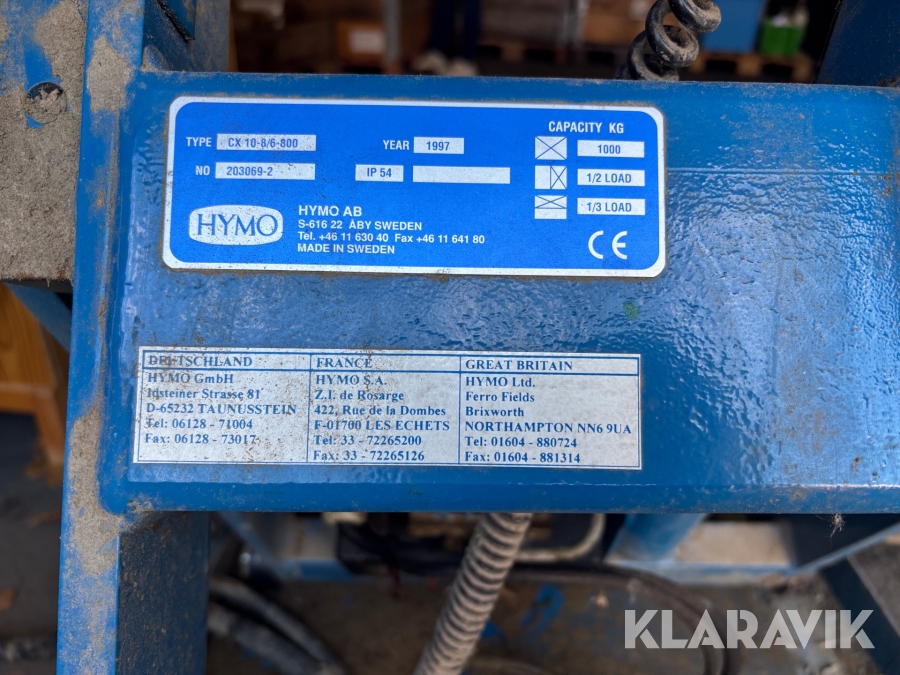 TYPE CX 10-8/6-800 YEAR 1997 CAPACITY KG
1000
NO 203069-2 IP 54 1/2 LOAD
1/3 LOAD
HYMO
HYMO AB
S-616 22 ÅBY SWEDEN
Tel. +46 11 630 40 Fax +46 11 641 80
MADE IN SWEDEN
CE
DEUTSCHLAND
HYMO GmbH
Idsteiner Strasse 81
D-65232 TAUNUSSTEIN
Tel: 06128 - 71004
Fax: 06128 - 73017
FRANCE
HYMO S.A.
Z.I. de Rosarge
422, Rue de la Dombes
F-01700 LES ECHETS
Tel: 33 - 72265200
Fax: 33 - 72265126
GREAT BRITAIN
HYMO Ltd.
Ferro Fields
Brixworth
NORTHAMPTON NN6 9UA
Tel: 01604 - 880724
Fax: 01604 - 881314
KLARAVIK